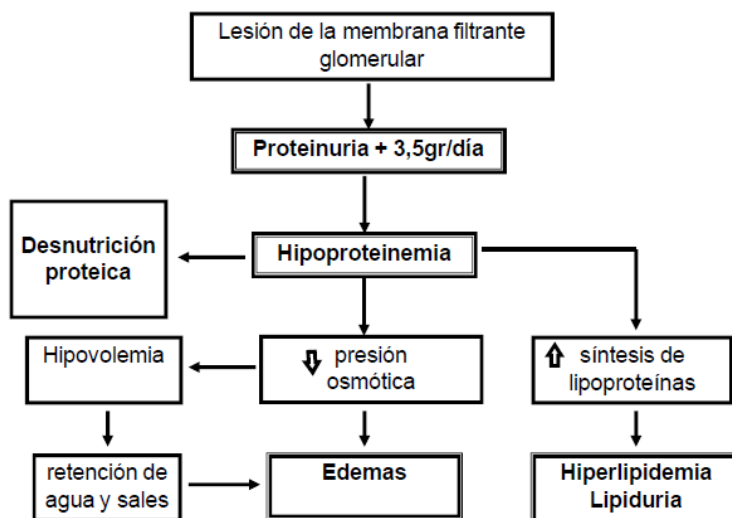 Lesión de la membrana filtrante
glomerular
Proteinuria + 3,5gr/día
Desnutrición
proteica
Hipoproteinemia
Hipovolemia
presión
osmótica
síntesis de
lipoproteínas
retención de
agua y sales
Edemas
Hiperlipidemia
Lipiduria